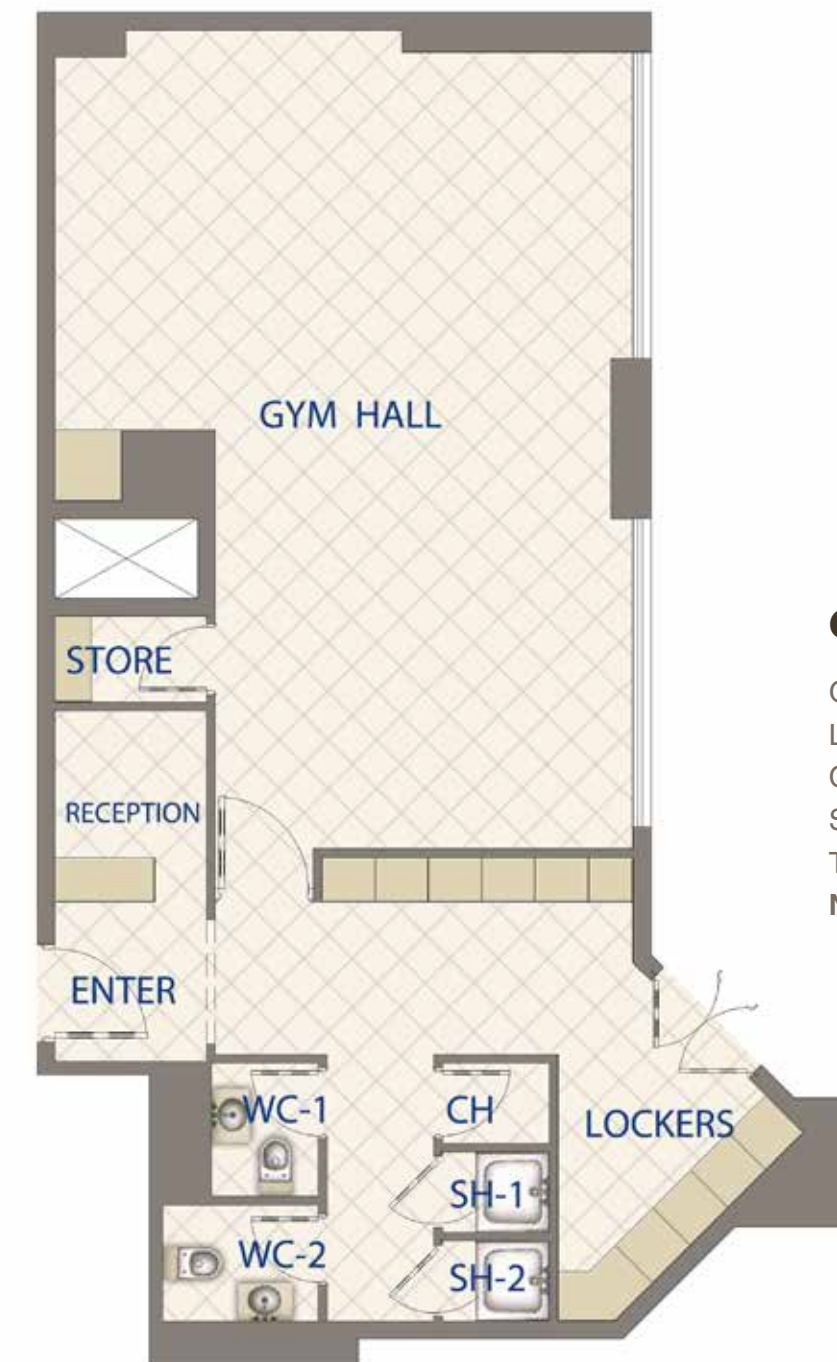 GYM HALL
STORE
RECEPTION
ENTER
WC-1
CH
LOCKERS
SH-1
WC-2
SH-2